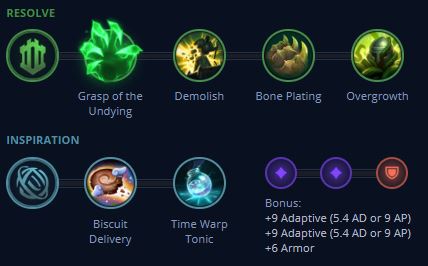 RESOLVE
Grasp of the
Undying
Demolish
Bone Plating
Overgrowth
INSPIRATION
Biscuit
Delivery
Time Warp
Tonic
Bonus:
+9 Adaptive (5.4 AD or 9 AP)
+9 Adaptive (5.4 AD or 9 AP)
+6 Armor